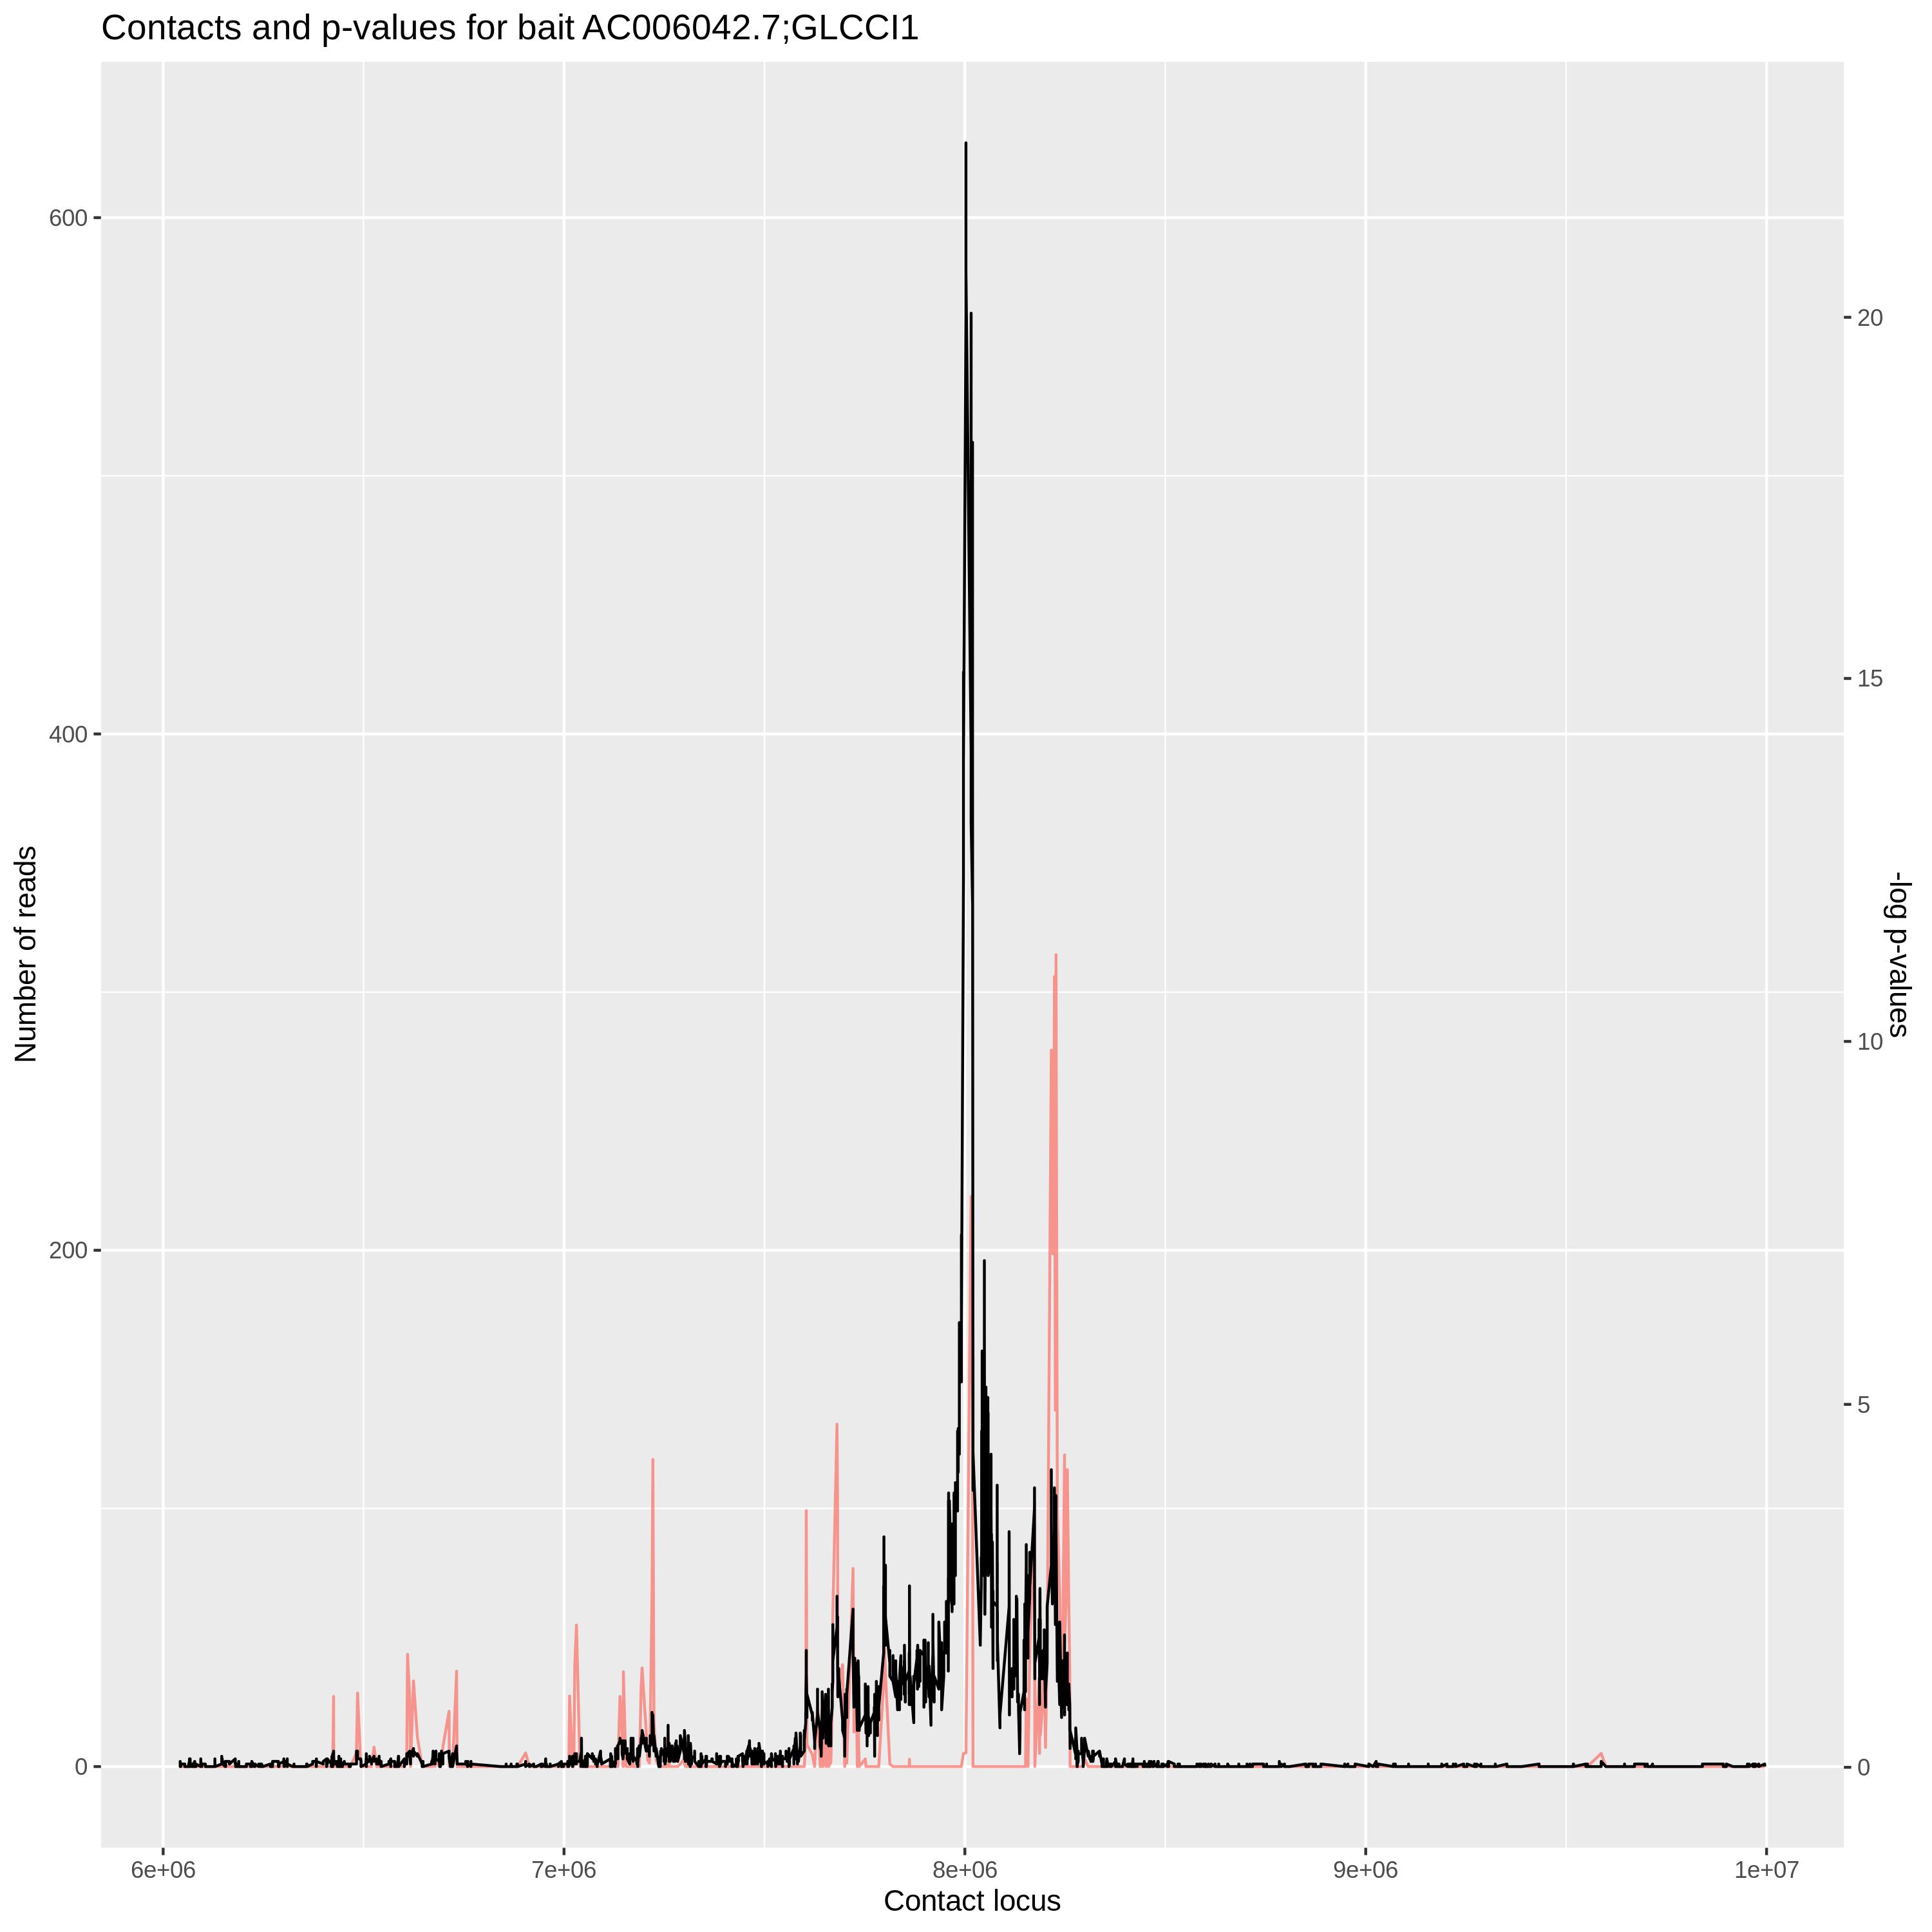 Contacts and p-values for bait AC006042.7;GLCCI1
600
400
200
0
Number of reads
20
15
10
5
0
-log p-values
6e+06
7e+06
8e+06
9e+06
1e+07
Contact locus